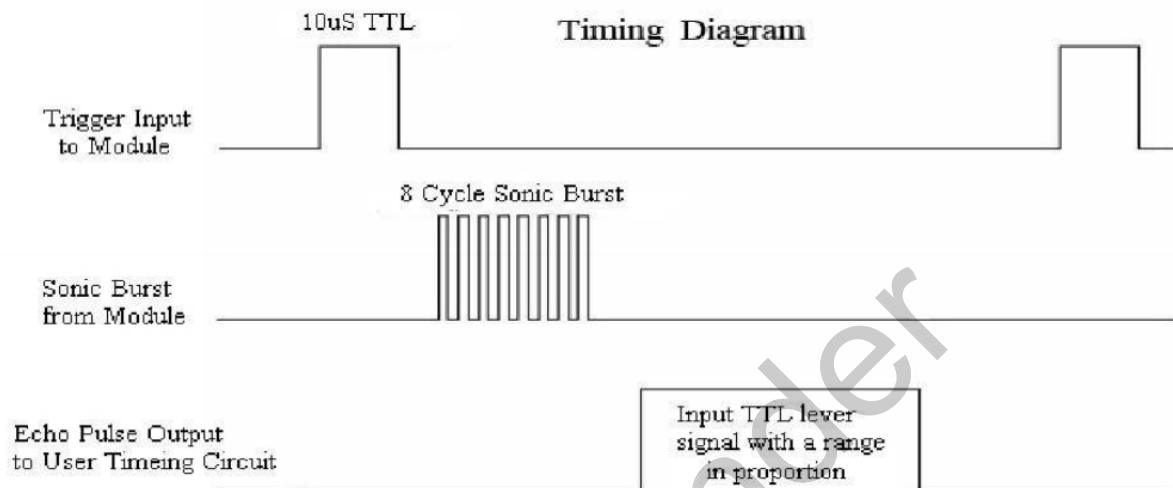 10uS TTL
Timing Diagram
Trigger Input
to Module
8 Cycle Sonic Burst
Sonic Burst
from Module
Echo Pulse Output
to User Timeing Circuit
Input TTL lever
signal with a range
in proportion